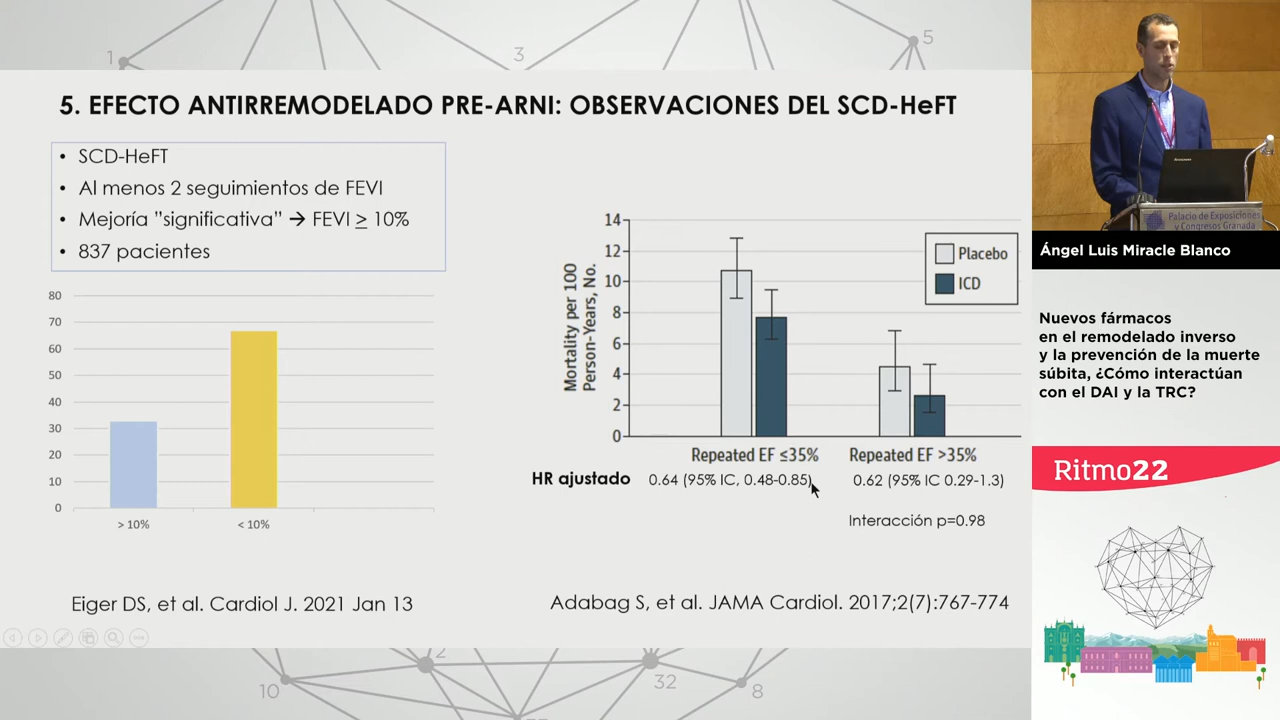 1
3
5
5. EFECTO ANTIRREMODELADO PRE-ARNI: OBSERVACIONES DEL SCD-HeFT
• SCD-HeFT
• Al menos 2 seguimientos de FEVI
• Mejoría ”significativa” → FEVI ≥ 10%
• 837 pacientes
80
70
60
50
40
30
20
10
0
> 10%
< 10%
Mortality per 100
Person-Years, No.
14
12
10
8
6
4
2
0
Placebo
ICD
Repeated EF ≤35%
Repeated EF >35%
HR ajustado
0.64 (95% IC, 0.48-0.85)
0.62 (95% IC 0.29-1.3)
Interacción p=0.98
Eiger DS, et al. Cardiol J. 2021 Jan 13
Adabag S, et al. JAMA Cardiol. 2017;2(7):767-774
10
2
32
8
Palacio de Exposiciones
y Congresos Granada
Ángel Luis Miracle Blanco
Nuevos fármacos
en el remodelado inverso
y la prevención de la muerte
súbita, ¿Cómo interactúan
con el DAI y la TRC?
Ritmo22